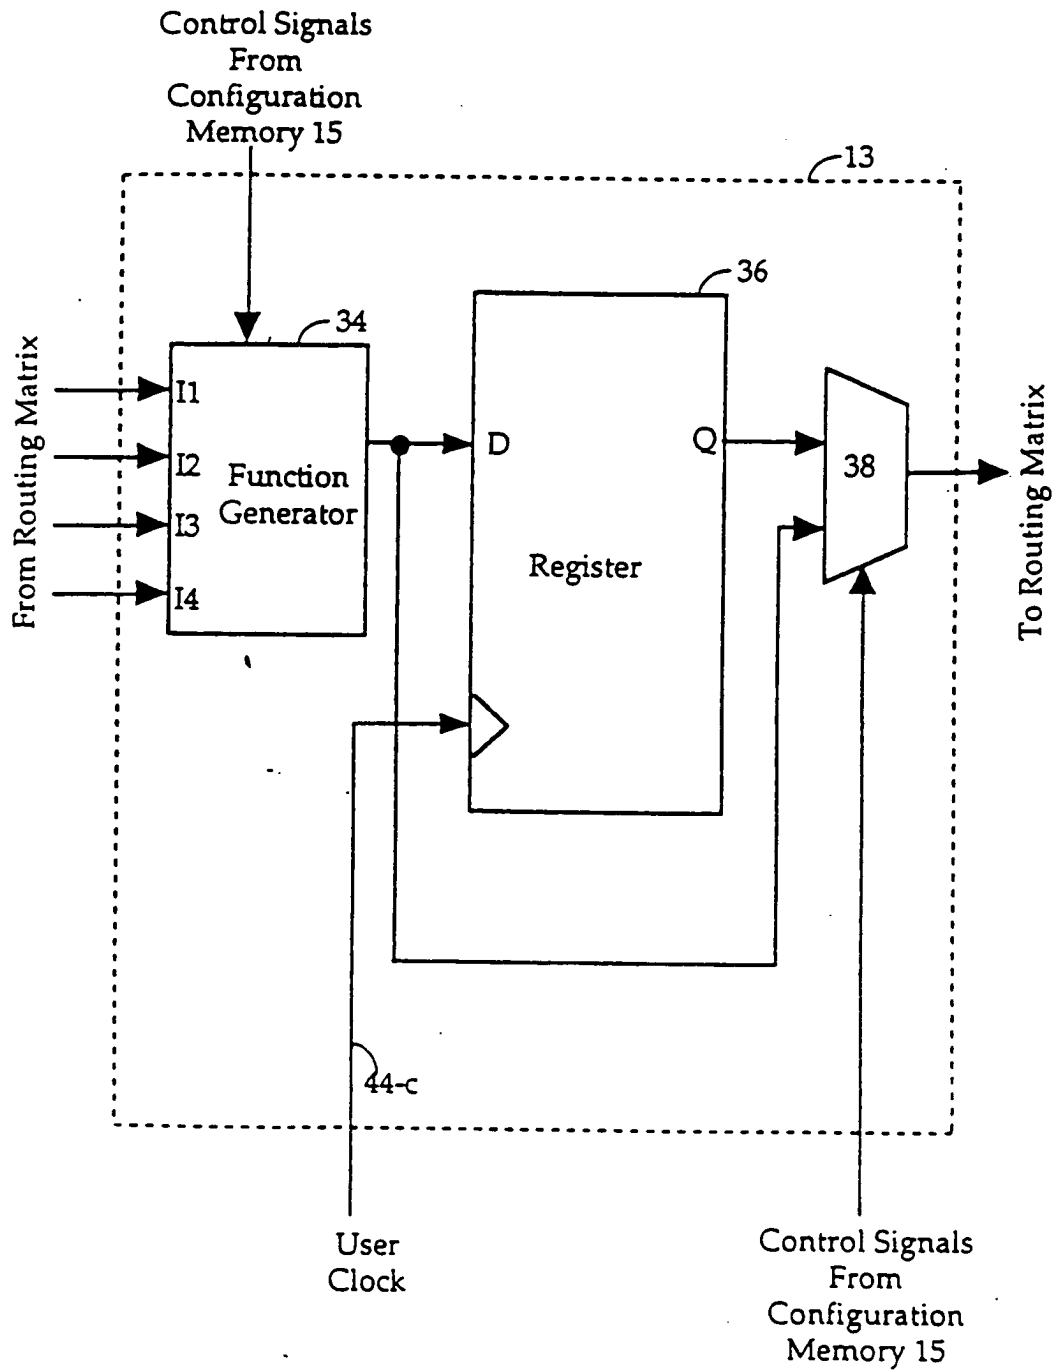 Control Signals
From
Configuration
Memory 15
13
36
34
From Routing Matrix
I1
I2
I3
I4
Function
Generator
D
Q
Register
38
To Routing Matrix
44-c
User
Clock
Control Signals
From
Configuration
Memory 15